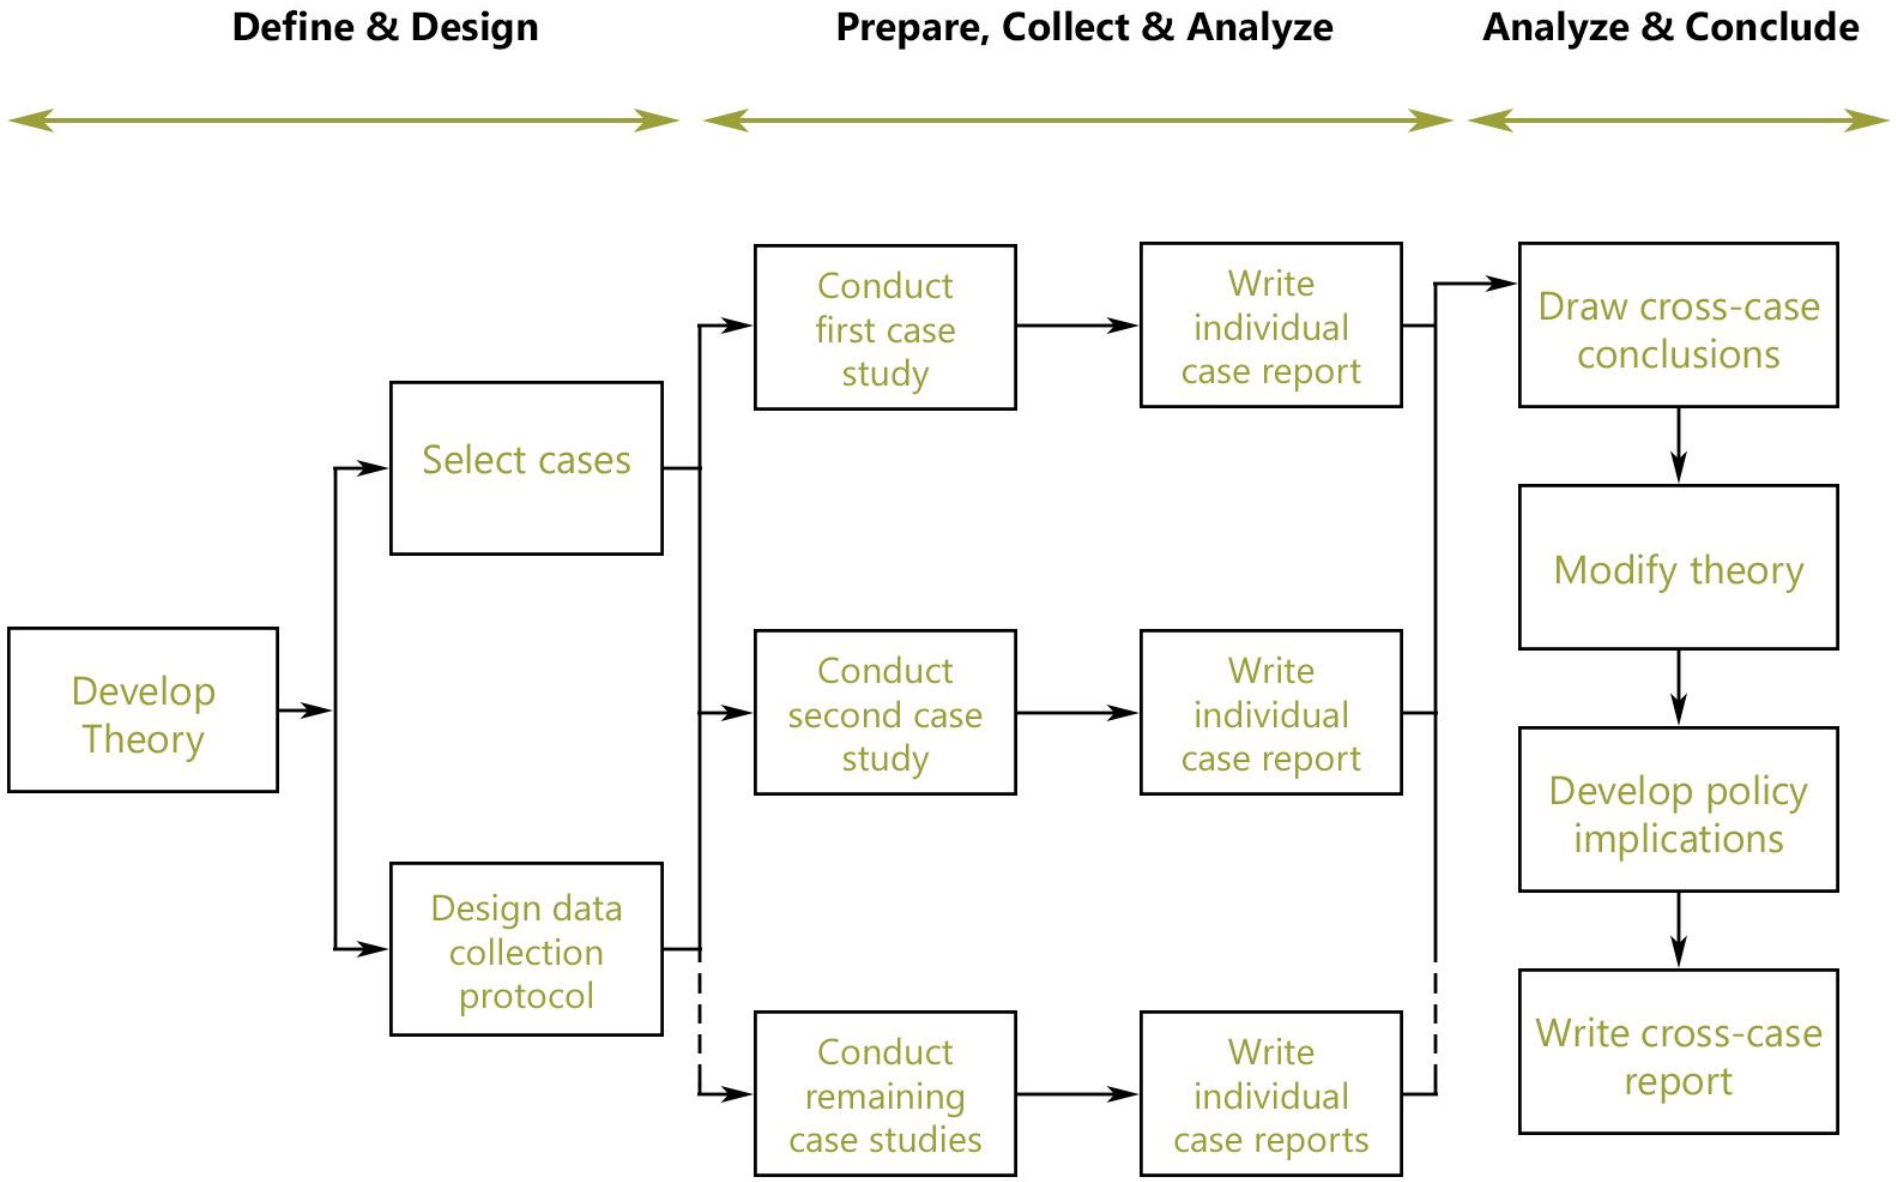 Define & Design
Prepare, Collect & Analyze
Analyze & Conclude
Develop
Theory
Select cases
Design data
collection
protocol
Conduct
first case
study
Write
individual
case report
Conduct
second case
study
Write
individual
case report
Conduct
remaining
case studies
Write
individual
case reports
Draw cross-case
conclusions
Modify theory
Develop policy
implications
Write cross-case
report